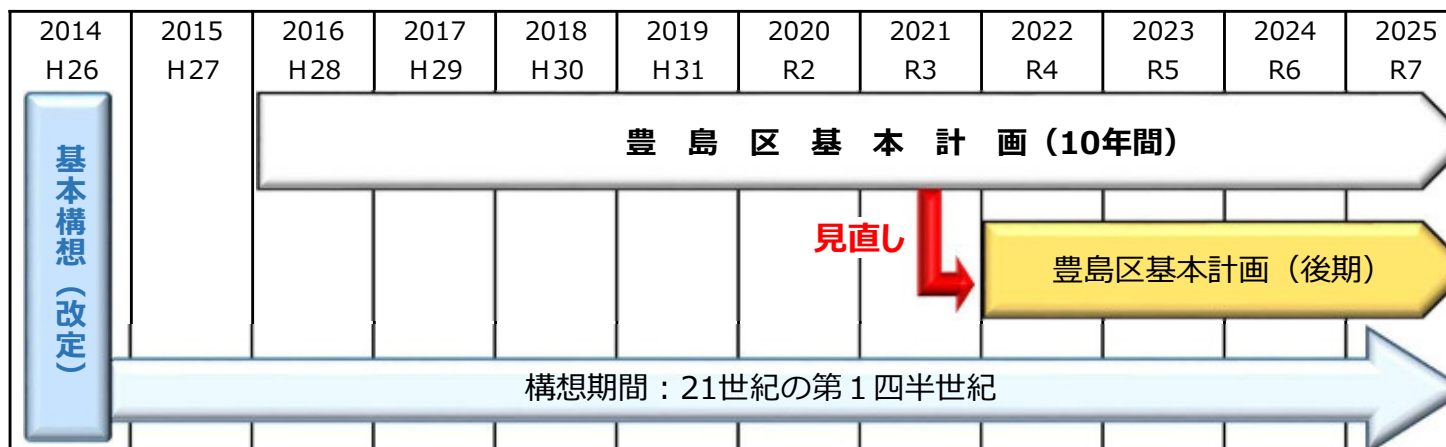 2014 2015 2016 2017 2018 2019 2020 2021 2022 2023 2024 2025
H26 H27 H28 H29 H30 H31 R2 R3 R4 R5 R6 R7
基本構想（改定）
豊島区基本計画（10年間）
見直し
豊島区基本計画（後期）
構想期間：21世紀の第１四半世紀